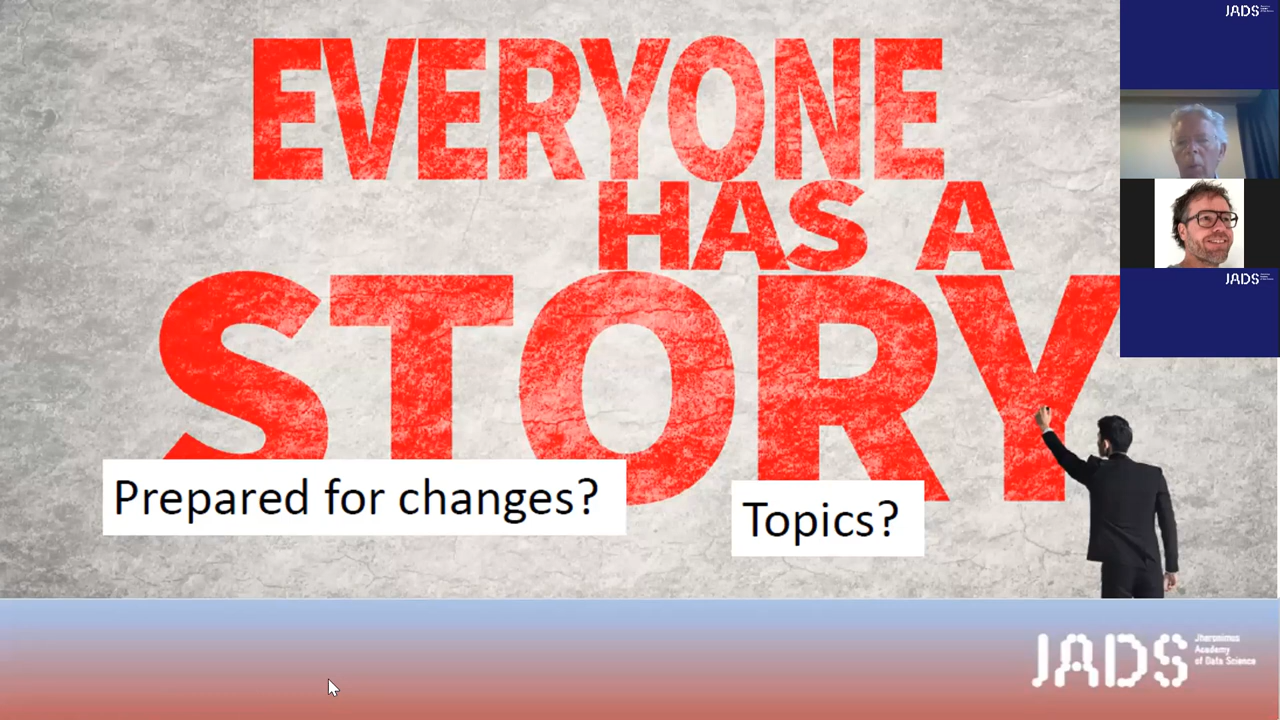 EVERYONE
HAS A
STORY
Prepared for changes?
Topics?
JADS
Jheronimus
Academy
of Data Science
JADS
JADS